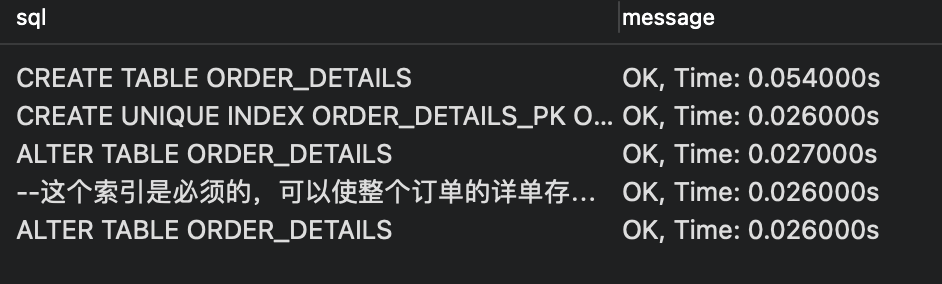 sql message
CREATE TABLE ORDER_DETAILS OK, Time: 0.054000s
CREATE UNIQUE INDEX ORDER_DETAILS_PK O... OK, Time: 0.026000s
ALTER TABLE ORDER_DETAILS OK, Time: 0.027000s
--这个索引是必须的，可以使整个订单的详单存... OK, Time: 0.026000s
ALTER TABLE ORDER_DETAILS OK, Time: 0.026000s